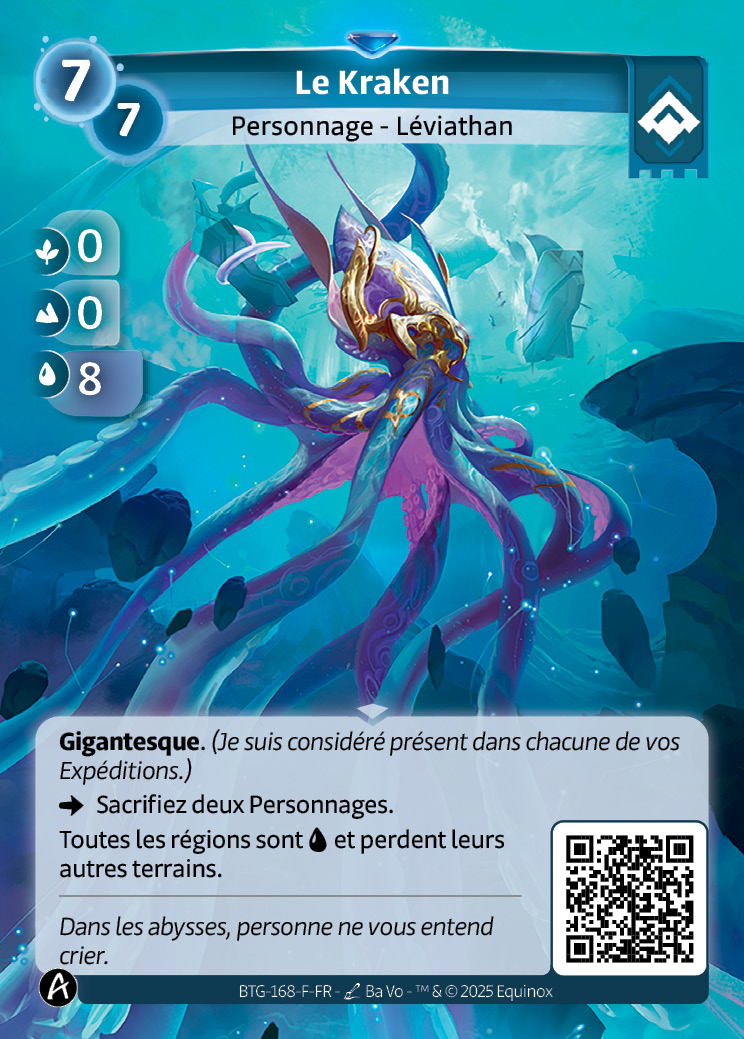 7
7
Le Kraken
Personnage - Léviathan
0
0
8
Gigantesque. (Je suis considéré présent dans chacune de vos
Expéditions.)
Sacrifiez deux Personnages.
Toutes les régions sont et perdent leurs
autres terrains.
Dans les abysses, personne ne vous entend
crier.
BTG-168-F-FR - Ba Vo - ™ & © 2025 Equinox